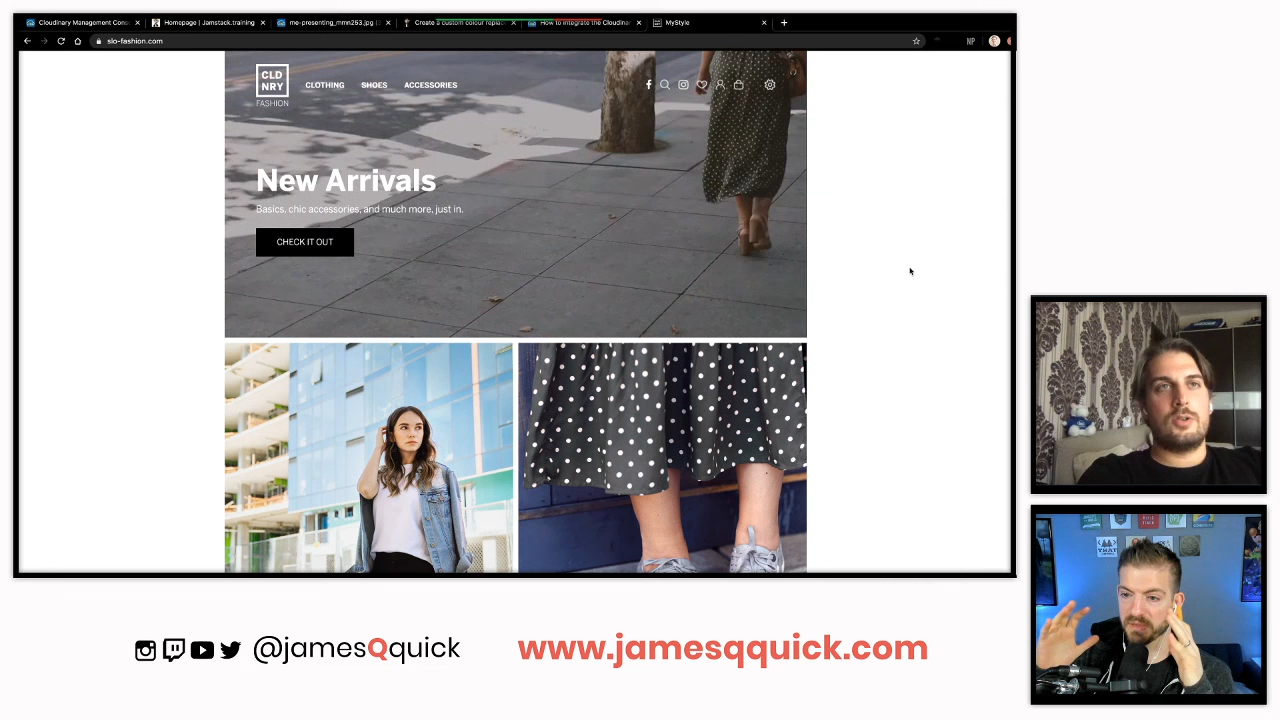 Cloudinary Management Cons
Homepage | Jamstack.training
me-presenting_mmn253.jpg (
Create a custom colour replac
How to integrate the Cloudinar
MyStyle
slo-fashion.com
NP
CLD
NRY
FASHION
CLOTHING
SHOES
ACCESSORIES
New Arrivals
Basics, chic accessories, and much more, just in.
CHECK IT OUT
@jamesQquick
www.jamesqquick.com